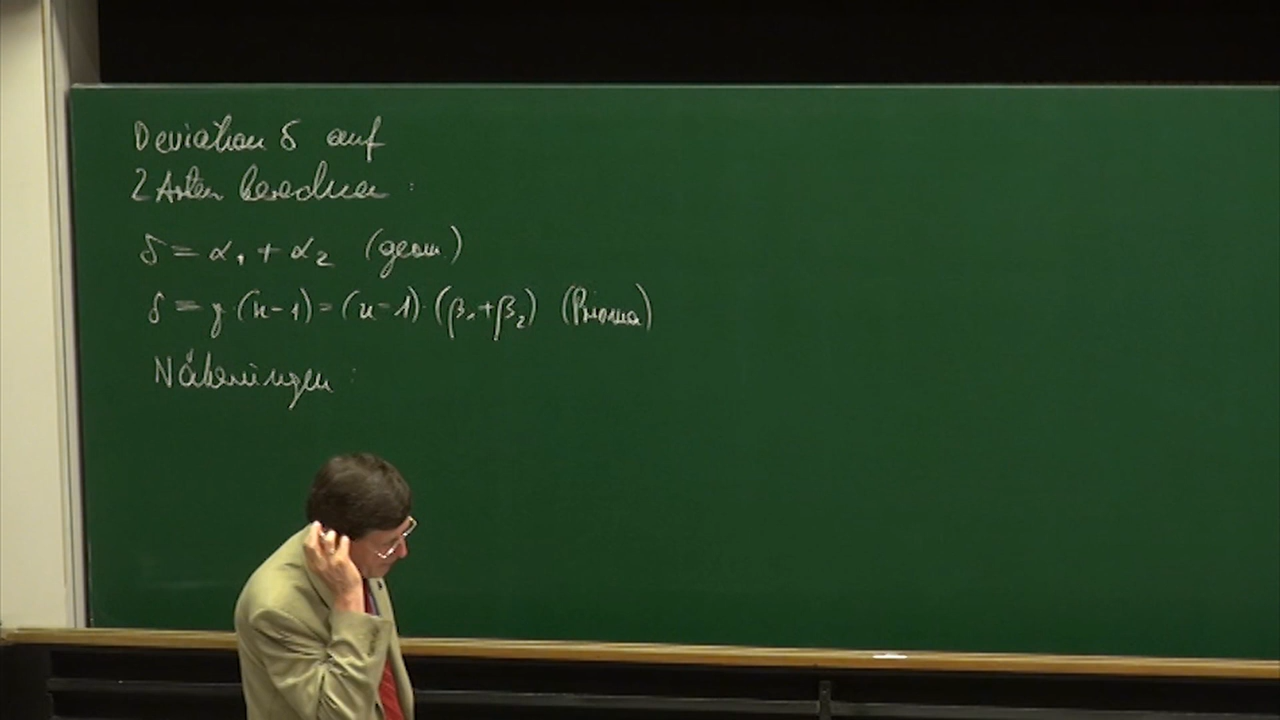 Deviation δ auf
2 Arten berechnen :
δ = α₁ + α₂ (geom.)
δ = γ · (n-1) = (n-1) · (β₁+β₂) (Prisma)
Näherungen :